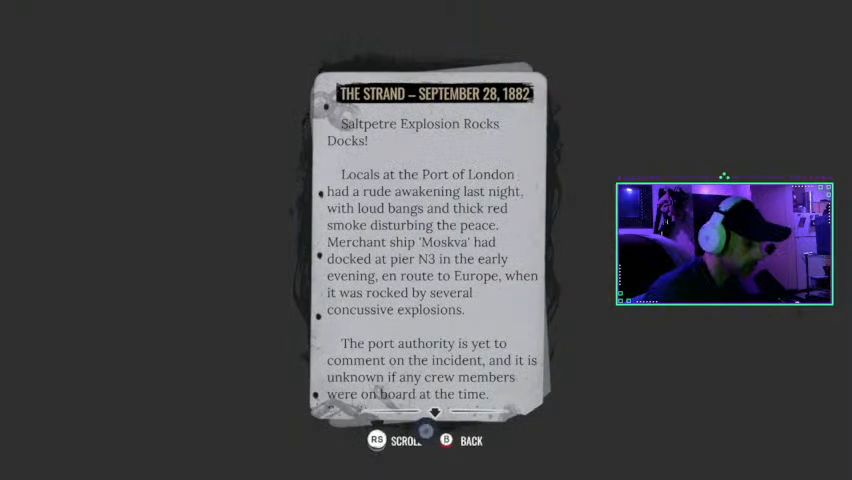 THE STRAND – SEPTEMBER 28, 1882
Saltpetre Explosion Rocks
Docks!
Locals at the Port of London
had a rude awakening last night,
with loud bangs and thick red
smoke disturbing the peace.
Merchant ship 'Moskva' had
docked at pier N3 in the early
evening, en route to Europe, when
it was rocked by several
concussive explosions.
The port authority is yet to
comment on the incident, and it is
unknown if any crew members
were on board at the time.
RS SCROLL B BACK